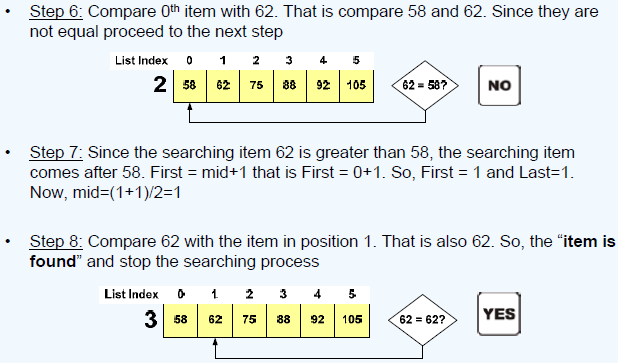 • Step 6: Compare 0th item with 62. That is compare 58 and 62. Since they are
not equal proceed to the next step
List Index 0 1 2 3 4 5
2 58 62 75 88 92 105 62 = 58? NO
• Step 7: Since the searching item 62 is greater than 58, the searching item
comes after 58. First = mid+1 that is First = 0+1. So, First = 1 and Last=1.
Now, mid=(1+1)/2=1
• Step 8: Compare 62 with the item in position 1. That is also 62. So, the “item is
found” and stop the searching process
List Index 0 1 2 3 4 5
3 58 62 75 88 92 105 62 = 62? YES